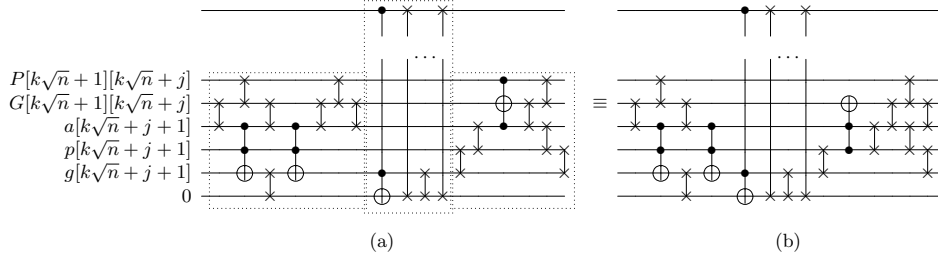 ...
P[k√n + 1][k√n + j]
G[k√n + 1][k√n + j]
a[k√n + j + 1]
p[k√n + j + 1]
g[k√n + j + 1]
0
≡
...
(a)
(b)